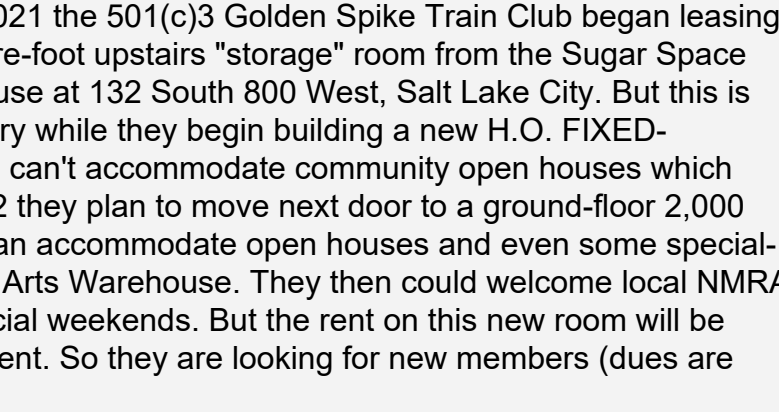 021 the 501(c)3 Golden Spike Train Club began leasing
re-foot upstairs "storage" room from the Sugar Space
use at 132 South 800 West, Salt Lake City. But this is
ry while they begin building a new H.O. FIXED-
can't accommodate community open houses which
2 they plan to move next door to a ground-floor 2,000
an accommodate open houses and even some special-
Arts Warehouse. They then could welcome local NMRA
cial weekends. But the rent on this new room will be
ent. So they are looking for new members (dues are